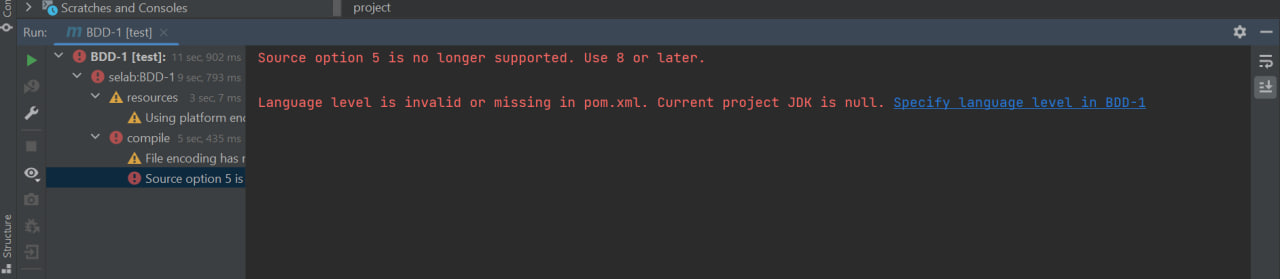 Scratches and Consoles
project
Run:
BDD-1 [test]
BDD-1 [test]: 11 sec, 902 ms
selab:BDD-1 9 sec, 793 ms
resources 3 sec, 7 ms
Using platform enc
compile 5 sec, 435 ms
File encoding has
Source option 5 is
Source option 5 is no longer supported. Use 8 or later.
Language level is invalid or missing in pom.xml. Current project JDK is null. Specify language level in BDD-1
Structure